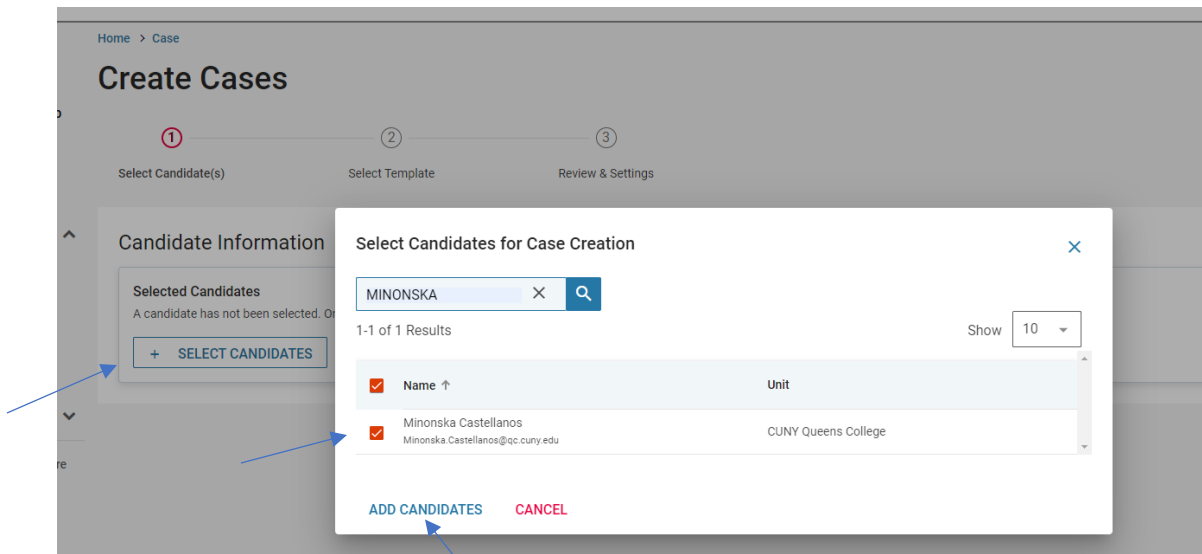 Home > Case
Create Cases
1
2
3
Select Candidate(s)
Select Template
Review & Settings
Candidate Information
Selected Candidates
A candidate has not been selected.
+ SELECT CANDIDATES
Select Candidates for Case Creation
MINONSKA
1-1 of 1 Results
Show 10
Name ↑
Unit
Minonska Castellanos
CUNY Queens College
Minonska.Castellanos@qc.cuny.edu
ADD CANDIDATES
CANCEL